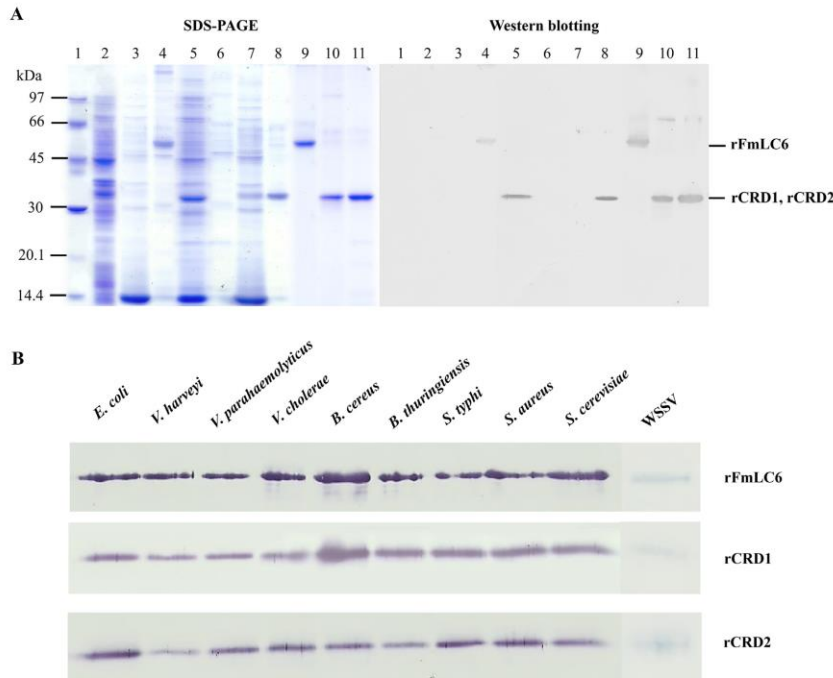 A
SDS-PAGE Western blotting
1 2 3 4 5 6 7 8 9 10 11 1 2 3 4 5 6 7 8 9 10 11
kDa
97
66
rFmLC6
45
rCRD1, rCRD2
30
20.1
14.4
B
E. coli V. harveyi V. parahaemolyticus V. cholerae B. cereus B. thuringiensis S. typhi S. aureus S. cerevisiae WSSV
rFmLC6
rCRD1
rCRD2